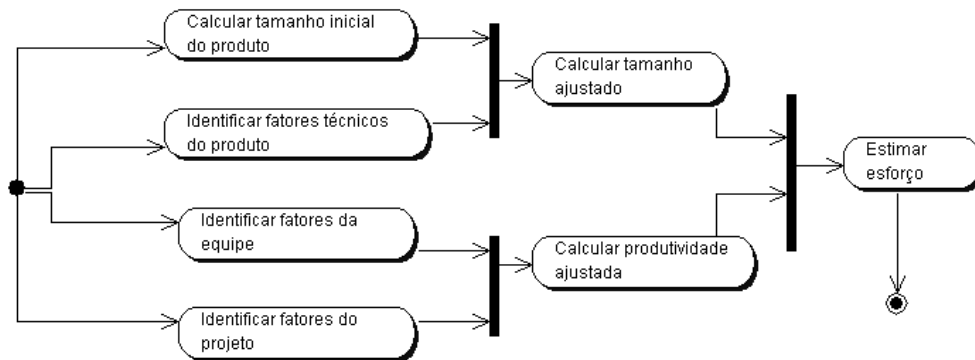 Calcular tamanho inicial
do produto
Identificar fatores técnicos
do produto
Identificar fatores da
equipe
Identificar fatores do
projeto
Calcular tamanho
ajustado
Calcular produtividade
ajustada
Estimar
esforço